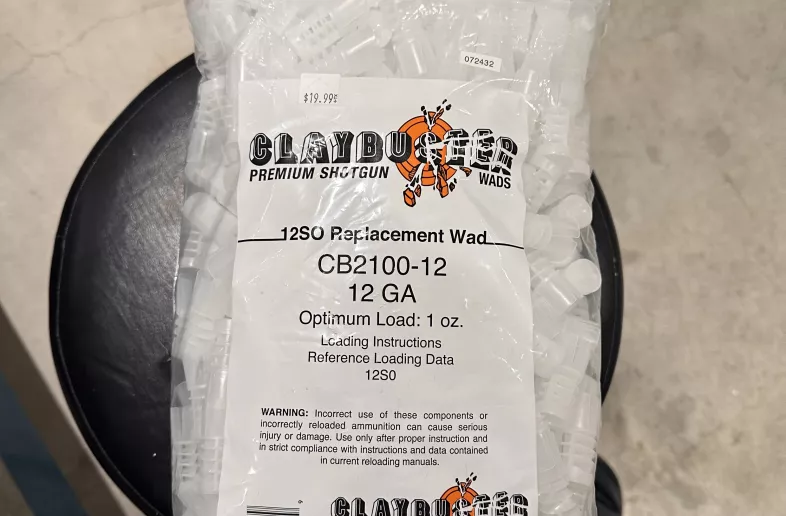 072432
$19.99
CLAYBUSTER
PREMIUM SHOTGUN WADS
12SO Replacement Wad
CB2100-12
12 GA
Optimum Load: 1 oz.
Loading Instructions
Reference Loading Data
12S0
WARNING: Incorrect use of these components or
incorrectly reloaded ammunition can cause serious
injury or damage. Use only after proper instruction and
in strict compliance with instructions and data contained
in current reloading manuals.
CLAYBUSTER